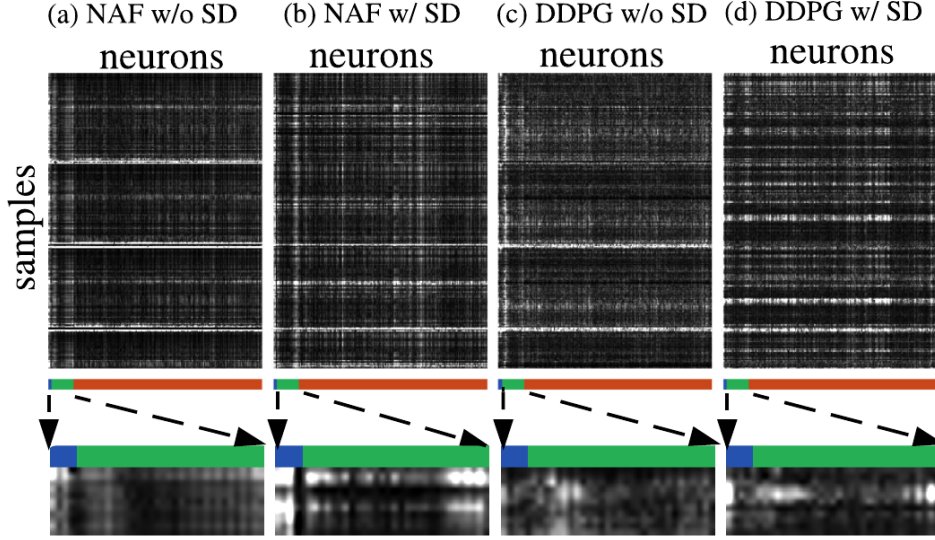 (a) NAF w/o SD (b) NAF w/ SD (c) DDPG w/o SD (d) DDPG w/ SD
neurons neurons neurons neurons
samples